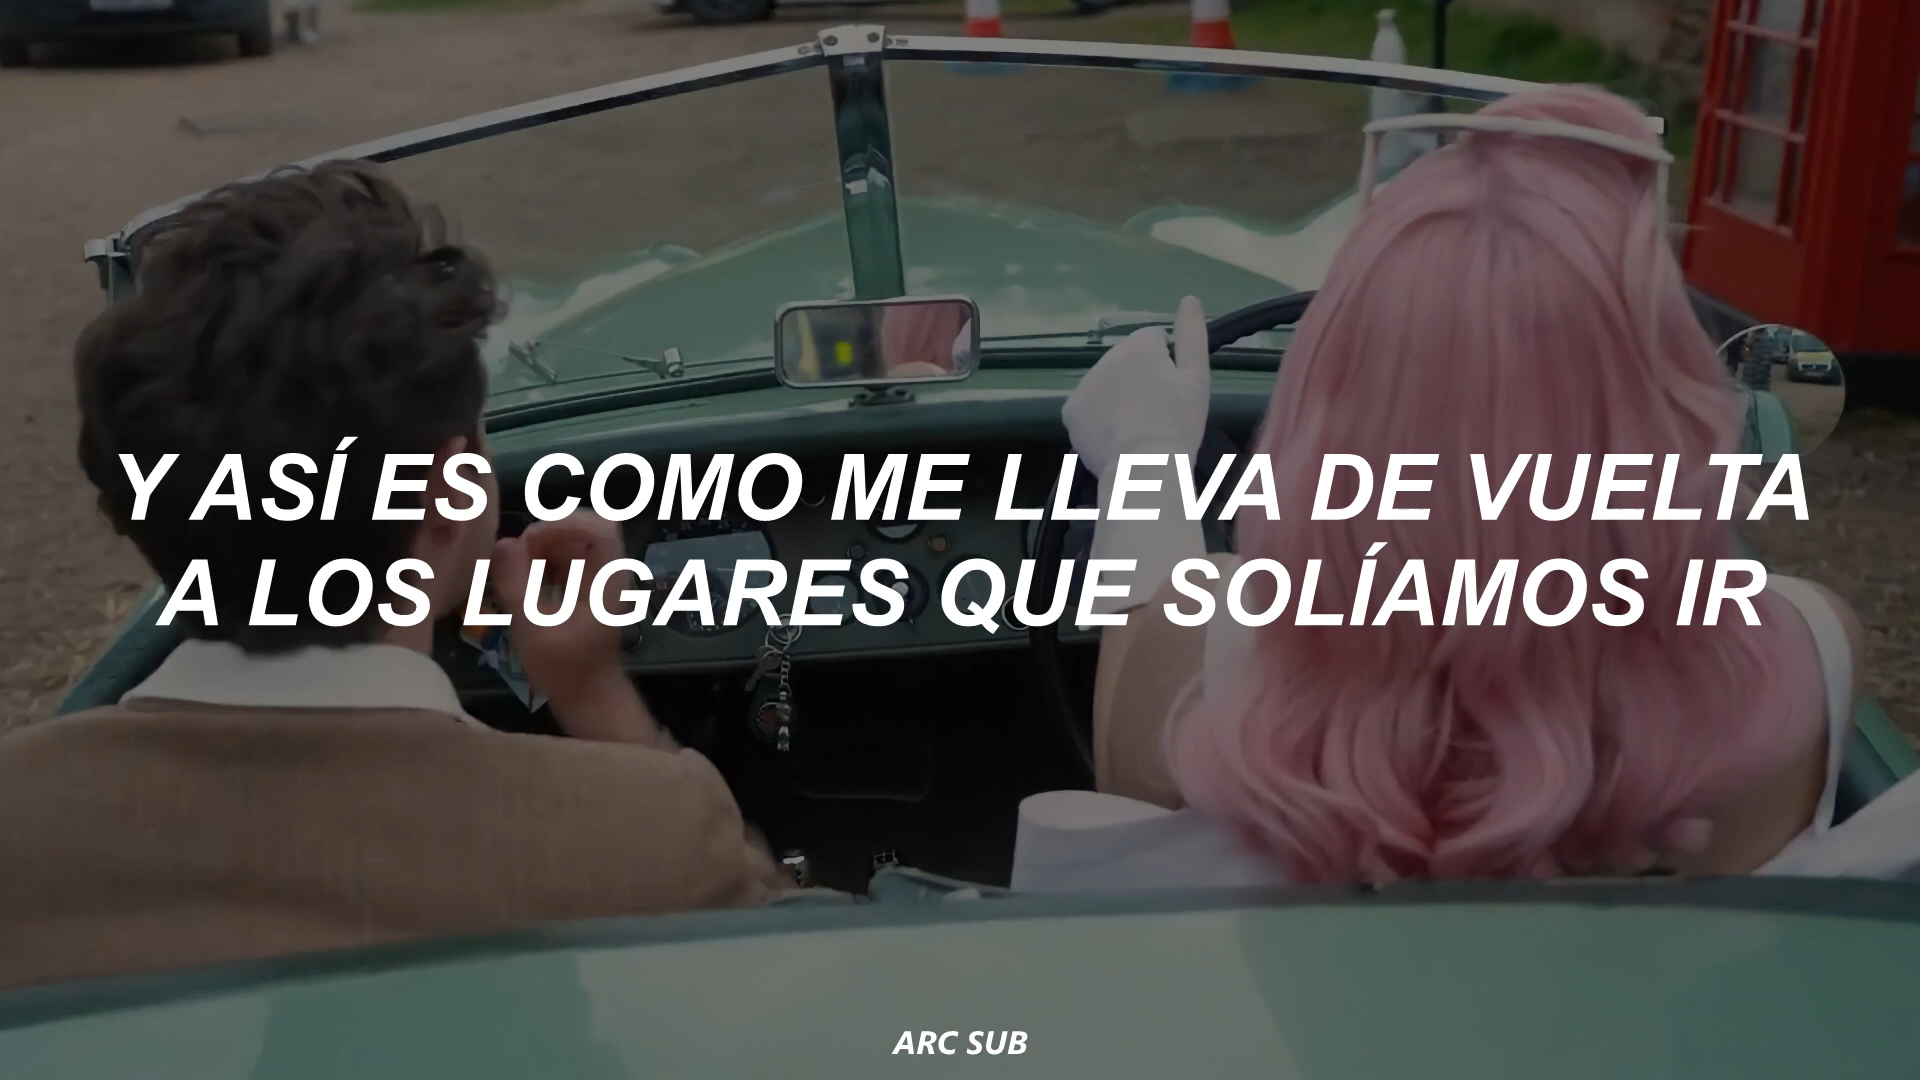 Y ASÍ ES COMO ME LLEVA DE VUELTA
A LOS LUGARES QUE SOLÍAMOS IR
ARC SUB